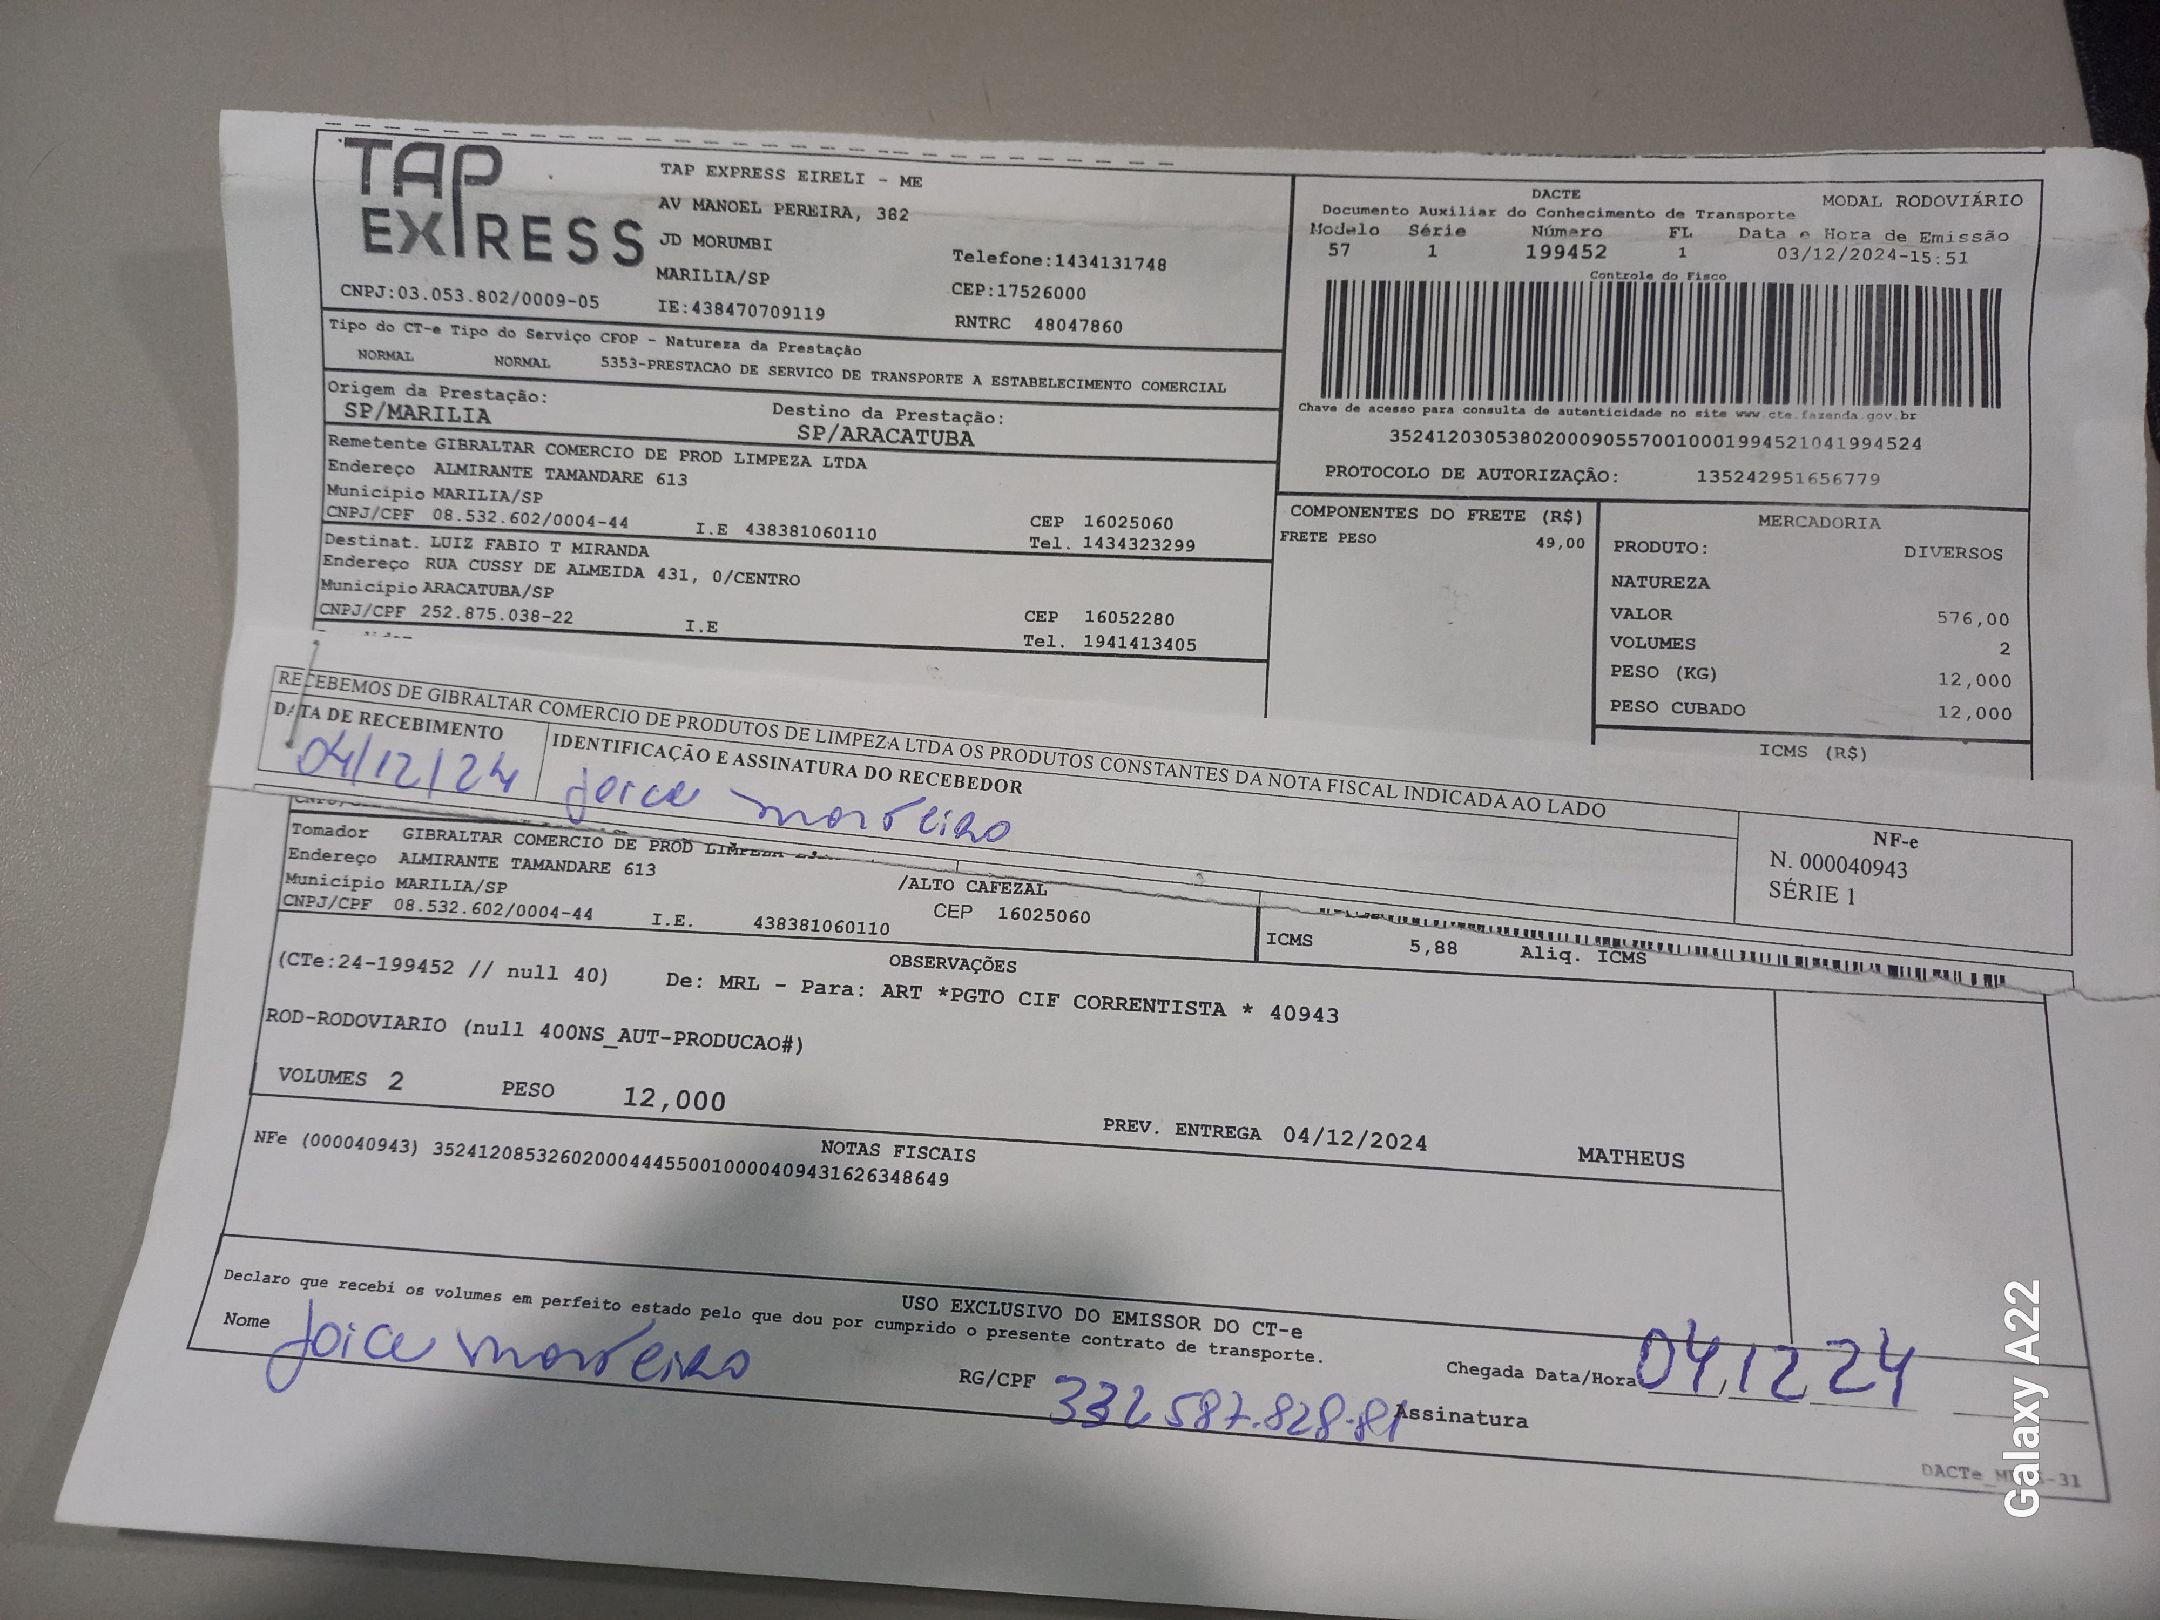 TAP EXPRESS
CNPJ:03.053.802/0009-05
TAP EXPRESS EIRELI - ME
AV MANOEL PEREIRA, 382
JD MORUMBI
MARILIA/SP
IE:438470709119
Telefone:1434131748
CEP:17526000
RNTRC 48047860
DACTE MODAL RODOVIÁRIO
Documento Auxiliar do Conhecimento de Transporte
Modelo Série Número FL Data e Hora de Emissão
57 1 199452 1 03/12/2024-15:51
Controle do Fisco
Chave de acesso para consulta de autenticidade no site www.cte.fazenda.gov.br
35241203053802000905570010001994521041994524
PROTOCOLO DE AUTORIZAÇÃO: 135242951656779
Tipo do CT-e Tipo do Serviço CFOP - Natureza da Prestação
NORMAL NORMAL 5353-PRESTACAO DE SERVICO DE TRANSPORTE A ESTABELECIMENTO COMERCIAL
Origem da Prestação: Destino da Prestação:
SP/MARILIA SP/ARACATUBA
Remetente GIBRALTAR COMERCIO DE PROD LIMPEZA LTDA
Endereço ALMIRANTE TAMANDARE 613
Município MARILIA/SP
CNPJ/CPF 08.532.602/0004-44 I.E 438381060110 CEP 16025060
Tel. 1434323299
Destinat. LUIZ FABIO T MIRANDA
Endereço RUA CUSSY DE ALMEIDA 431, 0/CENTRO
Município ARACATUBA/SP
CNPJ/CPF 252.875.038-22 I.E CEP 16052280
Tel. 1941413405
COMPONENTES DO FRETE (R$)
FRETE PESO 49,00
MERCADORIA
PRODUTO: DIVERSOS
NATUREZA
VALOR 576,00
VOLUMES 2
PESO (KG) 12,000
PESO CUBADO 12,000
ICMS (R$)
RECEBEMOS DE GIBRALTAR COMERCIO DE PRODUTOS DE LIMPEZA LTDA OS PRODUTOS CONSTANTES DA NOTA FISCAL INDICADA AO LADO
DATA DE RECEBIMENTO IDENTIFICAÇÃO E ASSINATURA DO RECEBEDOR
04/12/24 Joice Moreira
NF-e
N. 000040943
SÉRIE 1
Tomador GIBRALTAR COMERCIO DE PROD LIMPEZA
Endereço ALMIRANTE TAMANDARE 613 /ALTO CAFEZAL
Município MARILIA/SP CEP 16025060
CNPJ/CPF 08.532.602/0004-44 I.E. 438381060110
ICMS 5,88 Aliq. ICMS
OBSERVAÇÕES
(CTe:24-199452 // null 40) De: MRL - Para: ART *PGTO CIF CORRENTISTA * 40943
ROD-RODOVIARIO (null 400NS_AUT-PRODUCAO#)
VOLUMES 2 PESO 12,000 PREV. ENTREGA 04/12/2024 MATHEUS
NOTAS FISCAIS
NFe (000040943) 35241208532602000444550010000409431626348649
USO EXCLUSIVO DO EMISSOR DO CT-e
Declaro que recebi os volumes em perfeito estado pelo que dou por cumprido o presente contrato de transporte.
Nome Joice Moreira RG/CPF 332 587.828-81 Chegada Data/Hora 04,12 24
Assinatura
Galaxy A22